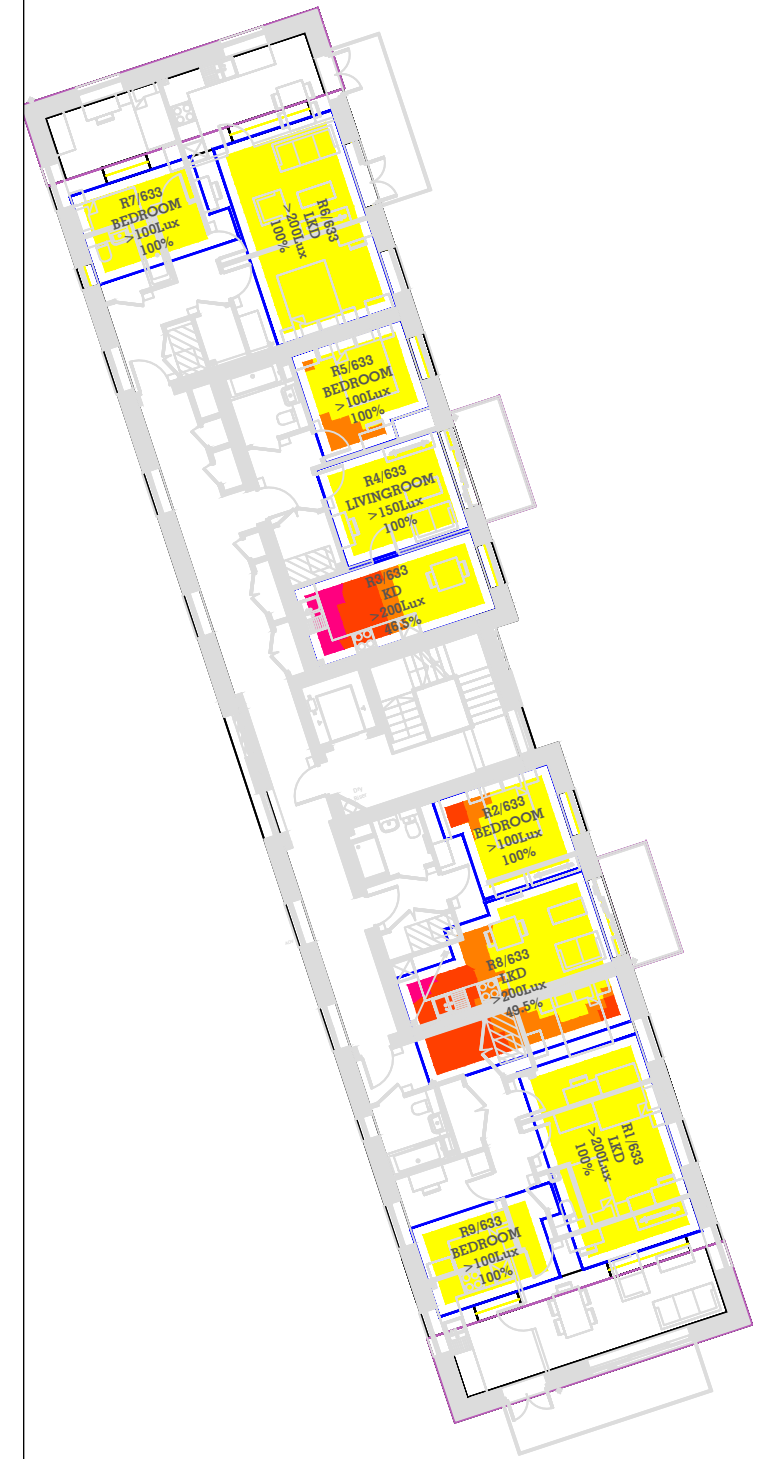 R7/633
BEDROOM
>100Lux
100%
R6/633
LKD
>200Lux
100%
R5/633
BEDROOM
>100Lux
100%
R4/633
LIVINGROOM
>150Lux
100%
R3/633
KD
>200Lux
46.5%
R2/633
BEDROOM
>100Lux
100%
R8/633
LKD
>200Lux
49.5%
R1/633
LKD
>200Lux
100%
R9/633
BEDROOM
>100Lux
100%